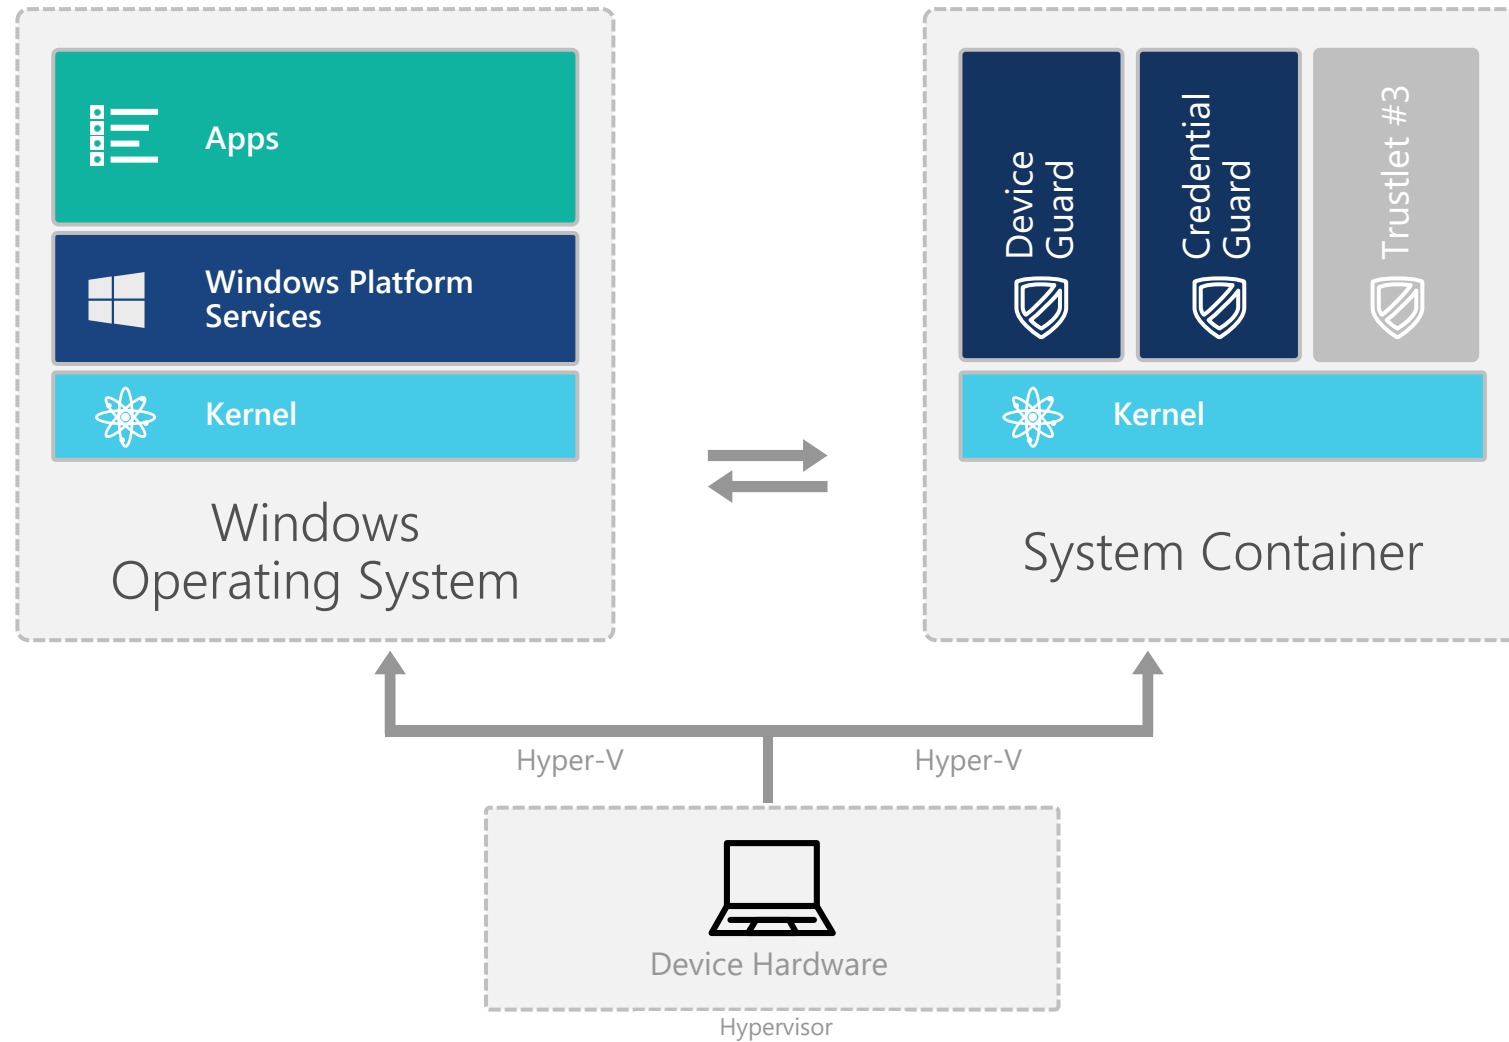 Apps
Windows Platform
Services
Kernel
Windows
Operating System
Device
Guard
Credential
Guard
Trustlet #3
Kernel
System Container
Hyper-V
Hyper-V
Device Hardware
Hypervisor